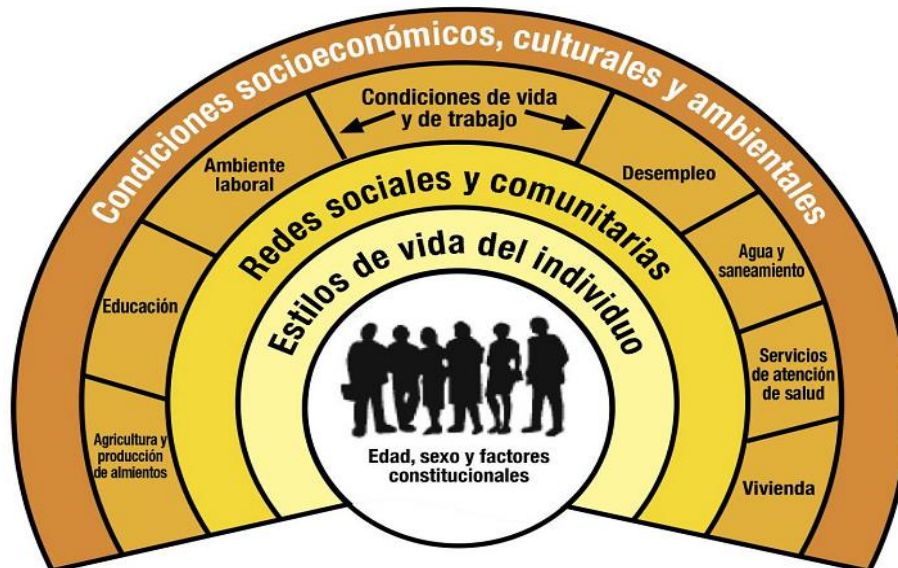 Condiciones socioeconómicos, culturales y ambientales
Condiciones de vida
y de trabajo
Ambiente
laboral
Desempleo
Redes sociales y comunitarias
Agua y
saneamiento
Estilos de vida del individuo
Educación
Servicios
de atención
de salud
Agricultura y
producción
de almientos
Edad, sexo y factores
constitucionales
Vivienda